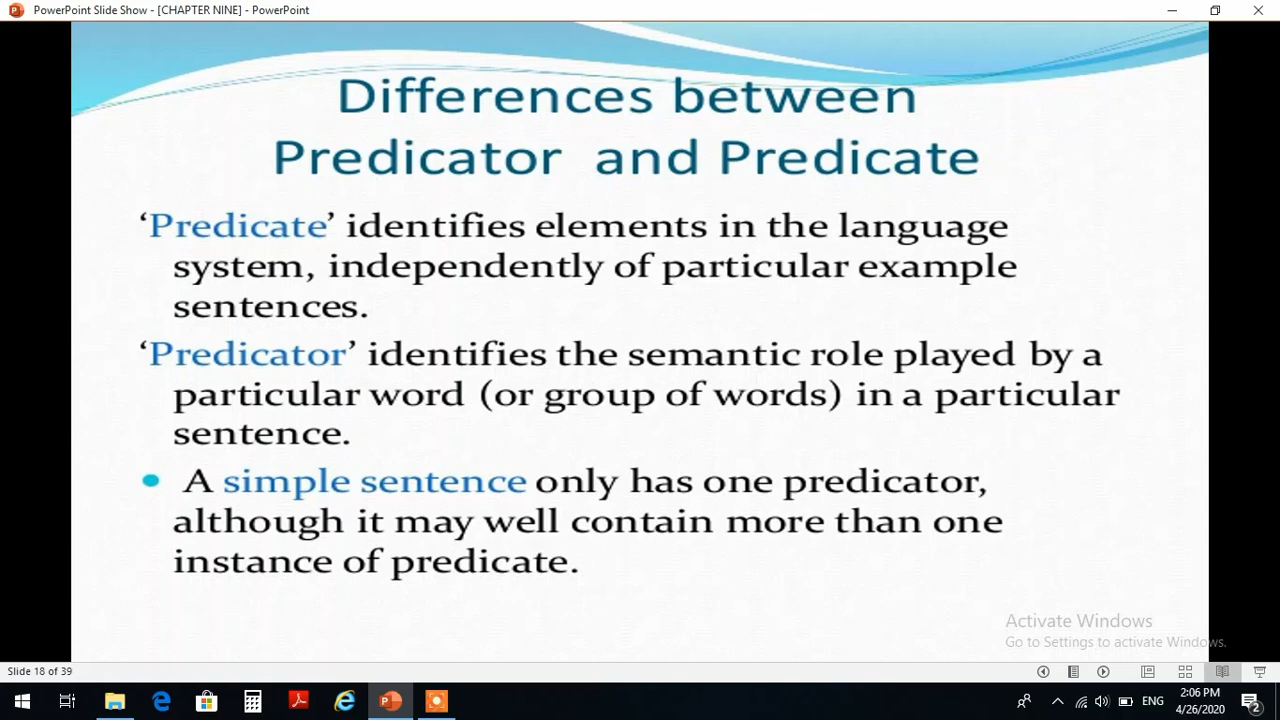 PowerPoint Slide Show - [CHAPTER NINE] - PowerPoint
Differences between
Predicator and Predicate
‘Predicate’ identifies elements in the language
system, independently of particular example
sentences.
‘Predicator’ identifies the semantic role played by a
particular word (or group of words) in a particular
sentence.
• A simple sentence only has one predicator,
although it may well contain more than one
instance of predicate.
Activate Windows
Go to Settings to activate Windows.
Slide 18 of 39
ENG
2:06 PM
4/26/2020
2